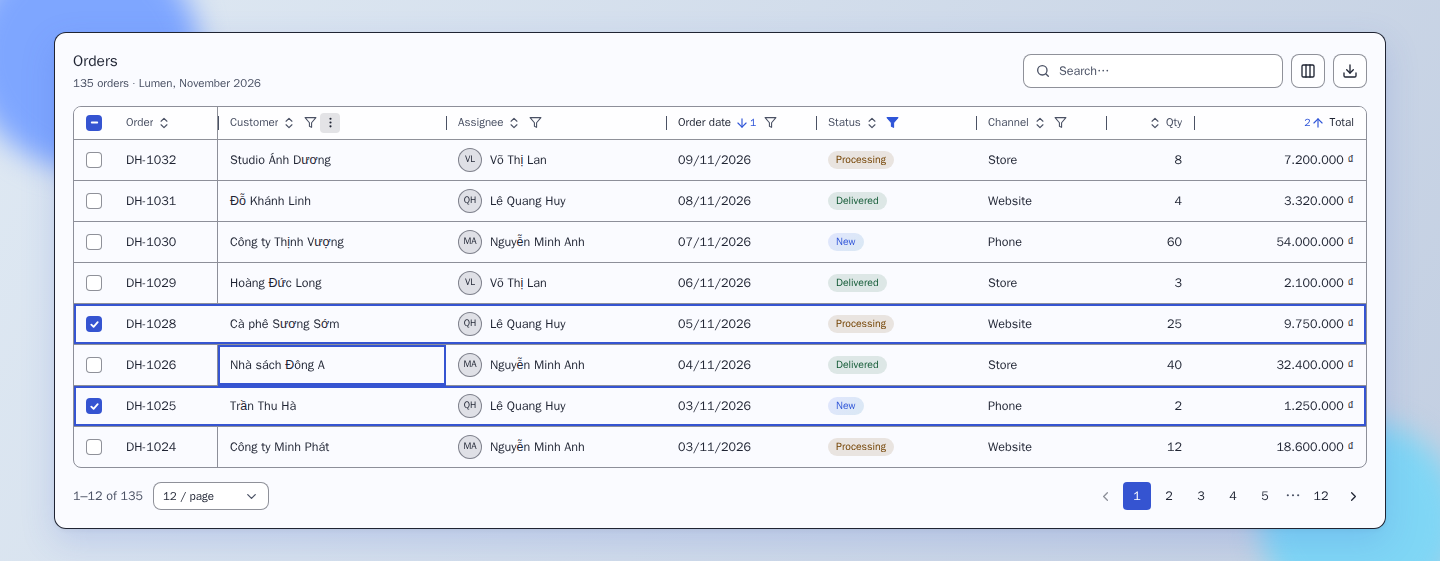 Orders
135 orders · Lumen, November 2026
Search···
Order Customer Assignee Order date 1 Status Channel Qty 2 Total
DH-1032 Studio Ánh Dương VL Võ Thị Lan 09/11/2026 Processing Store 8 7.200.000 ₫
DH-1031 Đỗ Khánh Linh QH Lê Quang Huy 08/11/2026 Delivered Website 4 3.320.000 ₫
DH-1030 Công ty Thịnh Vượng MA Nguyễn Minh Anh 07/11/2026 New Phone 60 54.000.000 ₫
DH-1029 Hoàng Đức Long VL Võ Thị Lan 06/11/2026 Delivered Store 3 2.100.000 ₫
DH-1028 Cà phê Sương Sớm QH Lê Quang Huy 05/11/2026 Processing Website 25 9.750.000 ₫
DH-1026 Nhà sách Đông A MA Nguyễn Minh Anh 04/11/2026 Delivered Store 40 32.400.000 ₫
DH-1025 Trần Thu Hà QH Lê Quang Huy 03/11/2026 New Phone 2 1.250.000 ₫
DH-1024 Công ty Minh Phát MA Nguyễn Minh Anh 03/11/2026 Processing Website 12 18.600.000 ₫
1–12 of 135 12 / page 1 2 3 4 5 ··· 12